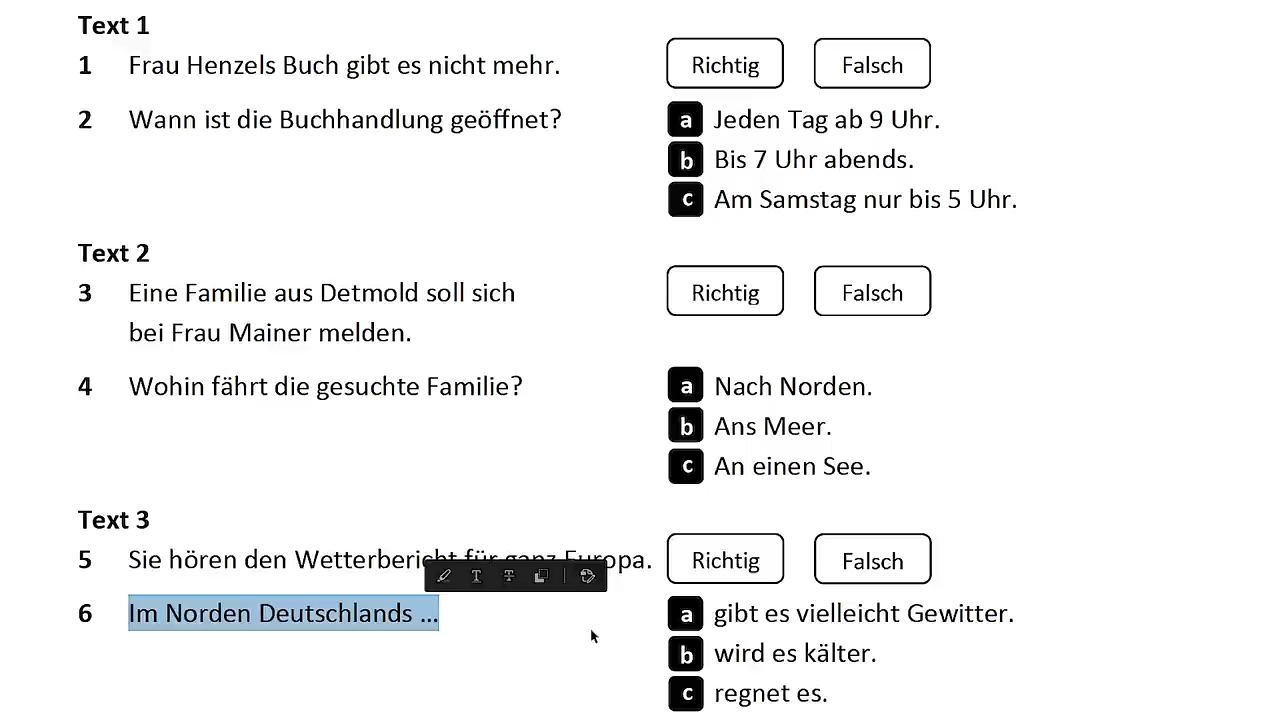 Text 1
1 Frau Henzels Buch gibt es nicht mehr. Richtig Falsch
2 Wann ist die Buchhandlung geöffnet? a Jeden Tag ab 9 Uhr.
b Bis 7 Uhr abends.
c Am Samstag nur bis 5 Uhr.
Text 2
3 Eine Familie aus Detmold soll sich Richtig Falsch
bei Frau Mainer melden.
4 Wohin fährt die gesuchte Familie? a Nach Norden.
b Ans Meer.
c An einen See.
Text 3
5 Sie hören den Wetterbericht für ganz Europa. Richtig Falsch
6 Im Norden Deutschlands ... a gibt es vielleicht Gewitter.
b wird es kälter.
c regnet es.